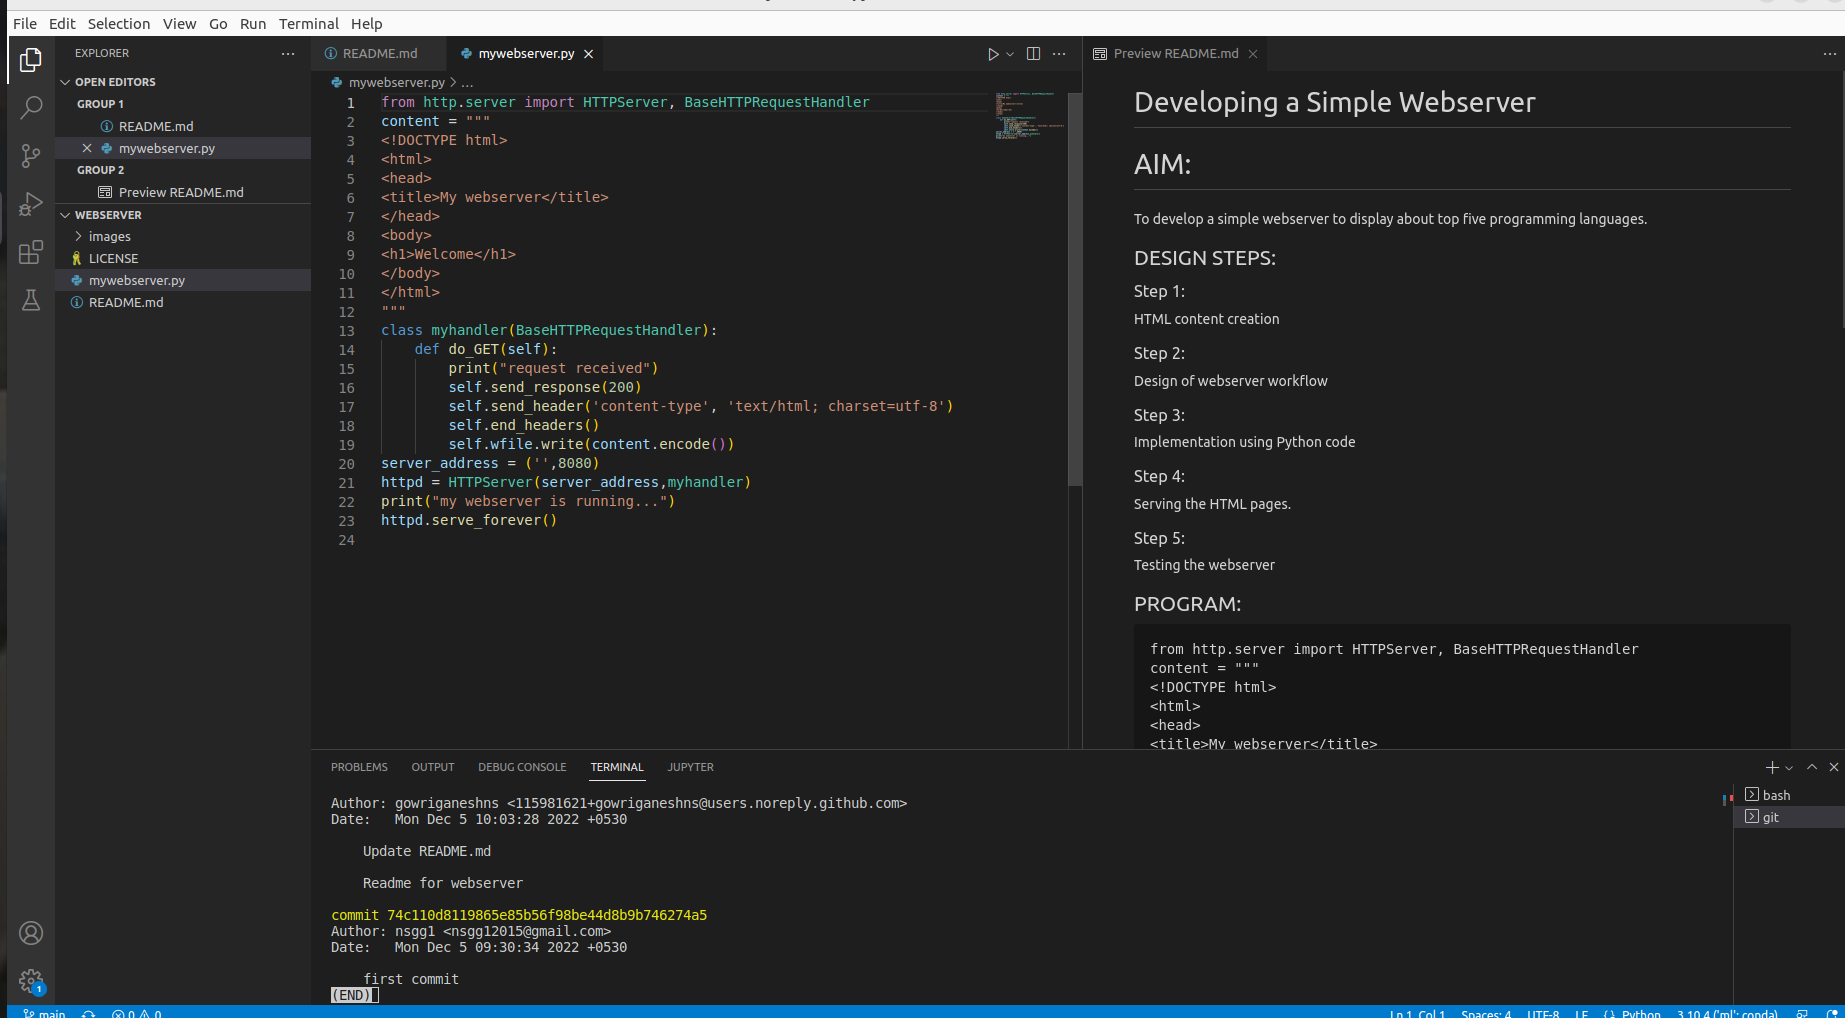 File Edit Selection View Go Run Terminal Help
EXPLORER
OPEN EDITORS
GROUP 1
README.md
mywebserver.py
GROUP 2
Preview README.md
WEBSERVER
images
LICENSE
mywebserver.py
README.md
1
README.md
mywebserver.py
mywebserver.py > ...
1 from http.server import HTTPServer, BaseHTTPRequestHandler
2 content = """
3 <!DOCTYPE html>
4 <html>
5 <head>
6 <title>My webserver</title>
7 </head>
8 <body>
9 <h1>Welcome</h1>
10 </body>
11 </html>
12 """
13 class myhandler(BaseHTTPRequestHandler):
14     def do_GET(self):
15         print("request received")
16         self.send_response(200)
17         self.send_header('content-type', 'text/html; charset=utf-8')
18         self.end_headers()
19         self.wfile.write(content.encode())
20 server_address = ('',8080)
21 httpd = HTTPServer(server_address,myhandler)
22 print("my webserver is running...")
23 httpd.serve_forever()
24
Preview README.md
Developing a Simple Webserver
AIM:
To develop a simple webserver to display about top five programming languages.
DESIGN STEPS:
Step 1:
HTML content creation
Step 2:
Design of webserver workflow
Step 3:
Implementation using Python code
Step 4:
Serving the HTML pages.
Step 5:
Testing the webserver
PROGRAM:
from http.server import HTTPServer, BaseHTTPRequestHandler
content = """
<!DOCTYPE html>
<html>
<head>
<title>My webserver</title>
PROBLEMS OUTPUT DEBUG CONSOLE TERMINAL JUPYTER
Author: gowriganeshns <115981621+gowriganeshns@users.noreply.github.com>
Date:   Mon Dec 5 10:03:28 2022 +0530
Update README.md
Readme for webserver
commit 74c110d8119865e85b56f98be44d8b9b746274a5
Author: nsgg1 <nsgg12015@gmail.com>
Date:   Mon Dec 5 09:30:34 2022 +0530
first commit
(END)
bash
git
main 0 0 Ln 1, Col 1 Spaces: 4 UTF-8 LF {} Python 3.10.4 ('ml': conda)